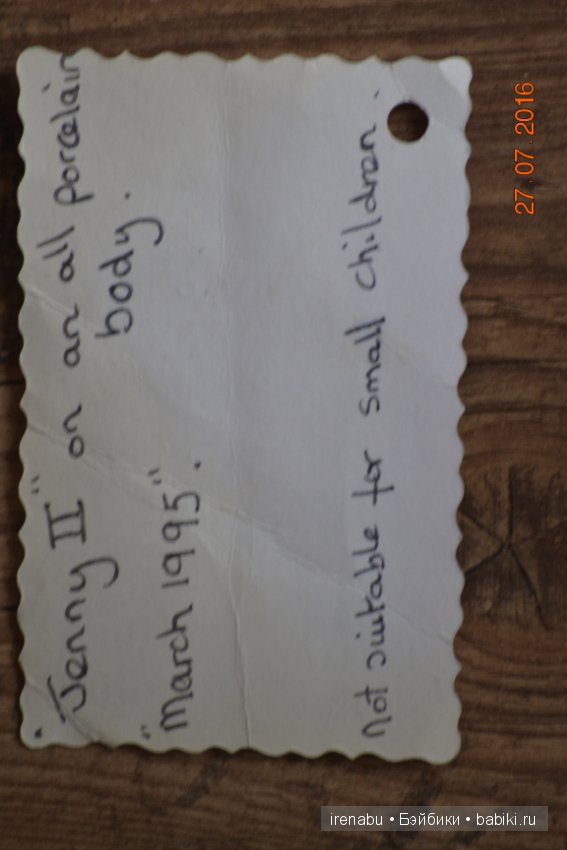 "Jenny II" on an all porcelain
body.
"March 1995".
Not suitable for small children.
27.07.2016
irenabu • Бэйбики • babiki.ru